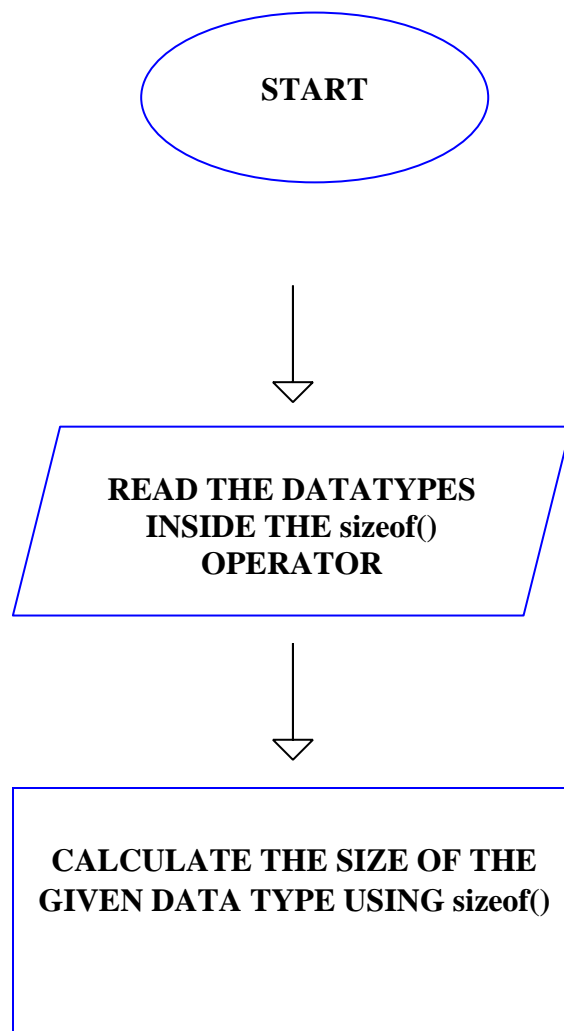 START
READ THE DATATYPES
INSIDE THE sizeof()
OPERATOR
CALCULATE THE SIZE OF THE
GIVEN DATA TYPE USING sizeof()